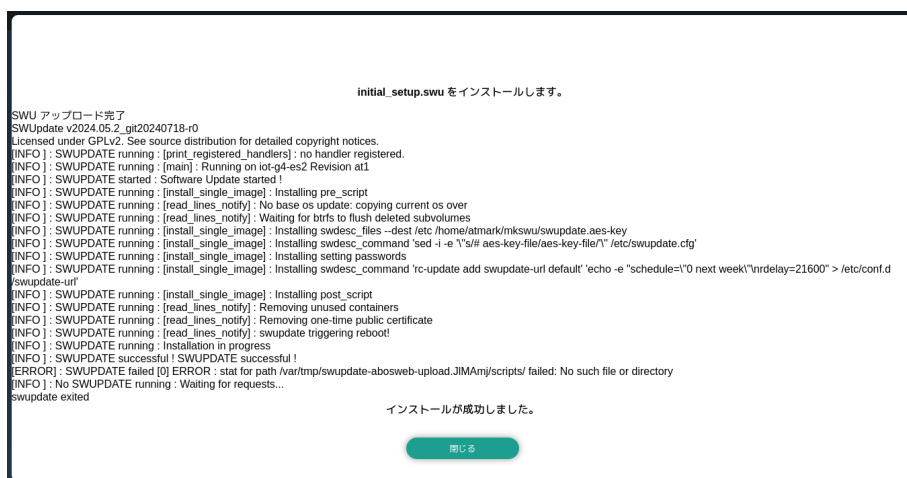 initial_setup.swu をインストールします。
SWU アップロード完了
SWUpdate v2024.05.2_git20240718-r0
Licensed under GPLv2. See source distribution for detailed copyright notices.
[INFO ] : SWUPDATE running : [print_registered_handlers] : no handler registered.
[INFO ] : SWUPDATE running : [main] : Running on iot-g4-es2 Revision at1
[INFO ] : SWUPDATE started : Software Update started !
[INFO ] : SWUPDATE running : [install_single_image] : Installing pre_script
[INFO ] : SWUPDATE running : [read_lines_notify] : No base os update: copying current os over
[INFO ] : SWUPDATE running : [read_lines_notify] : Waiting for btrfs to flush deleted subvolumes
[INFO ] : SWUPDATE running : [install_single_image] : Installing swdesc_files --dest /etc /home/atmark/mkswu/swupdate.aes-key
[INFO ] : SWUPDATE running : [install_single_image] : Installing swdesc_command 'sed -i -e '\"s/# aes-key-file/aes-key-file/'\" /etc/swupdate.cfg'
[INFO ] : SWUPDATE running : [install_single_image] : Installing setting passwords
[INFO ] : SWUPDATE running : [install_single_image] : Installing swdesc_command 'rc-update add swupdate-url default' 'echo -e "schedule=\"0 next week\"\nrdelay=21600" > /etc/conf.d
/swupdate-url'
[INFO ] : SWUPDATE running : [install_single_image] : Installing post_script
[INFO ] : SWUPDATE running : [read_lines_notify] : Removing unused containers
[INFO ] : SWUPDATE running : [read_lines_notify] : Removing one-time public certificate
[INFO ] : SWUPDATE running : [read_lines_notify] : swupdate triggering reboot!
[INFO ] : SWUPDATE running : Installation in progress
[INFO ] : SWUPDATE successful ! SWUPDATE successful !
[ERROR] : SWUPDATE failed [0] ERROR : stat for path /var/tmp/swupdate-abosweb-upload.JlMAmj/scripts/ failed: No such file or directory
[INFO ] : No SWUPDATE running : Waiting for requests...
swupdate exited
インストールが成功しました。
閉じる